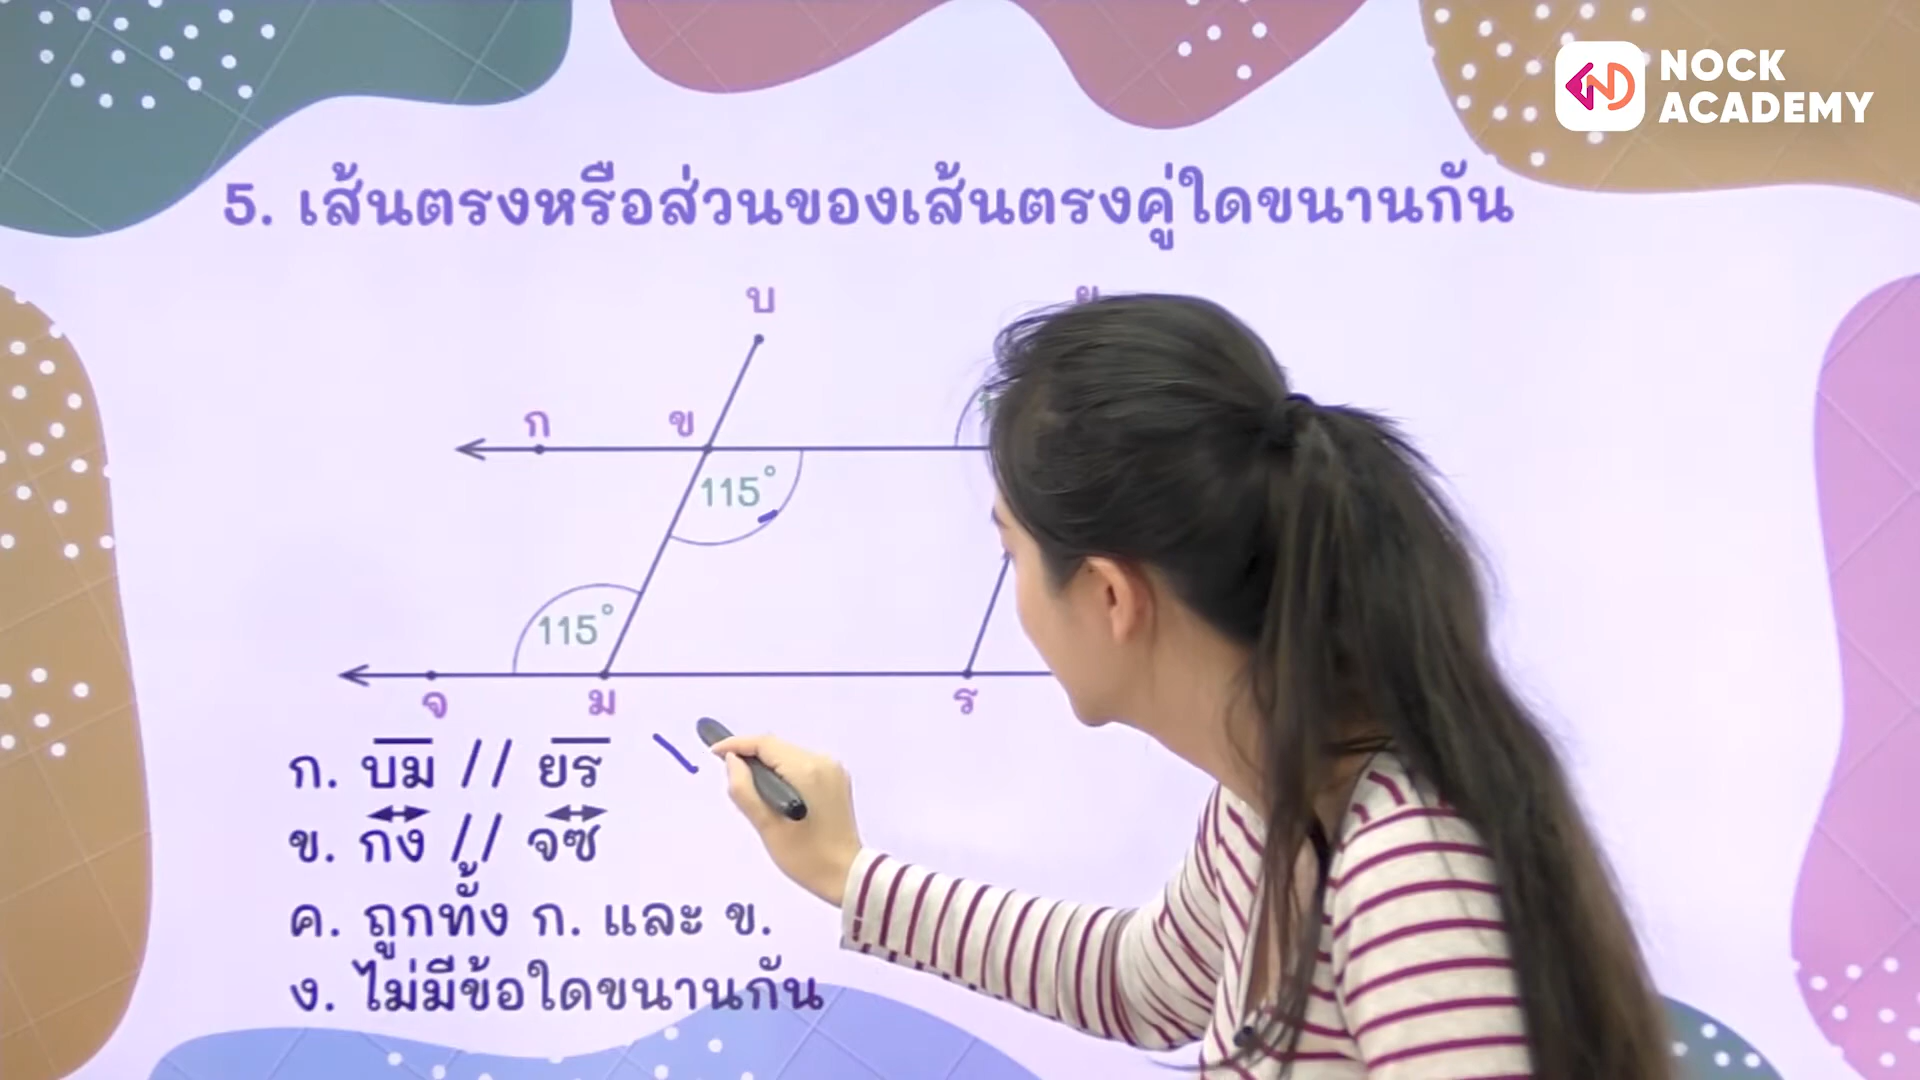 NOCK
ACADEMY
5. เส้นตรงหรือส่วนของเส้นตรงคู่ใดขนานกัน
บ
ก ข
115°
115°
จ ม ร
ก. บม // ยร
ข. กง // จซ
ค. ถูกทั้ง ก. และ ข.
ง. ไม่มีข้อใดขนานกัน